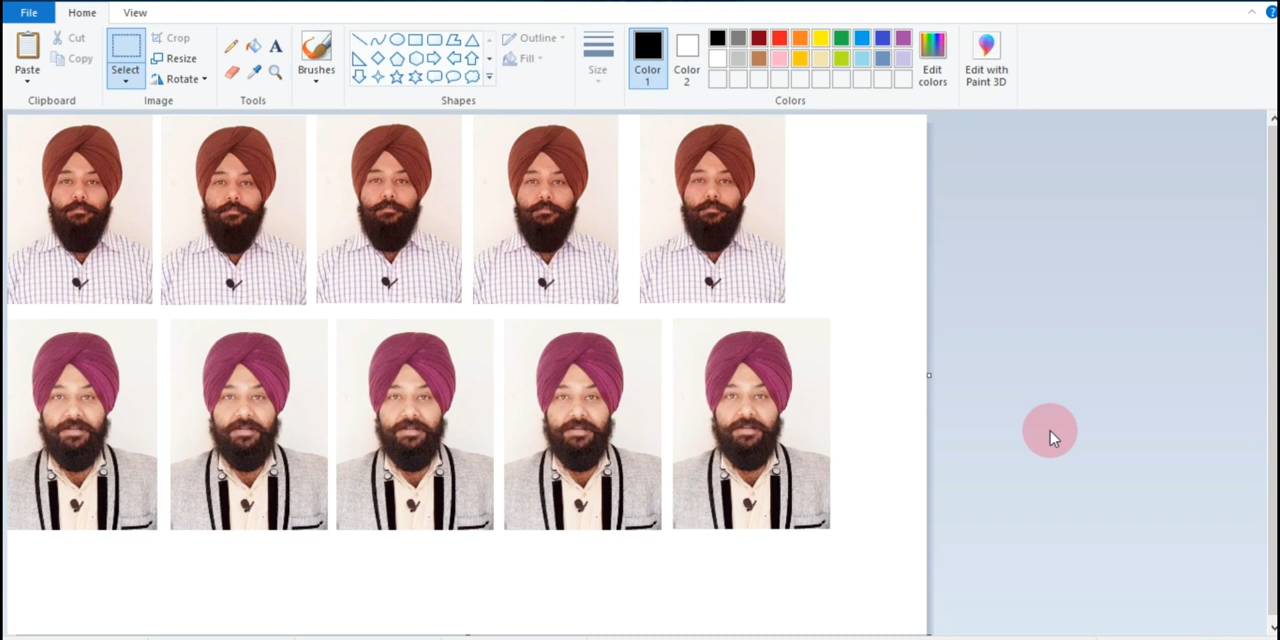 File Home View
Cut
Copy
Paste
Clipboard
Select
Crop
Resize
Rotate
Image
A
Tools
Brushes
Outline
Fill
Shapes
Size
Color 1
Color 2
Edit colors
Colors
Edit with Paint 3D
?